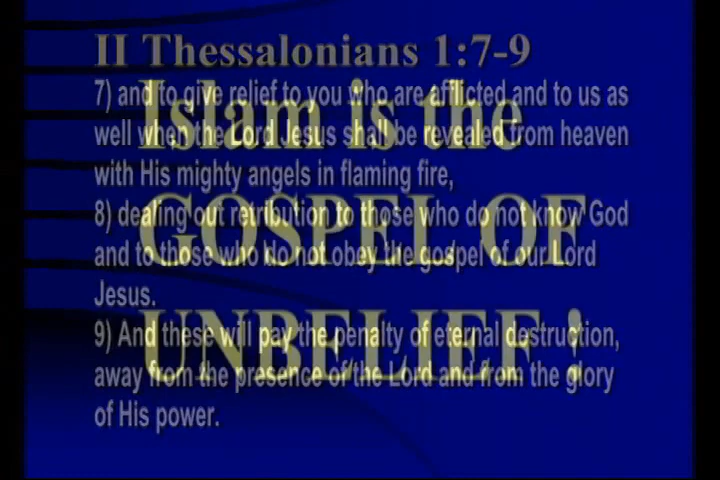 II Thessalonians 1:7-9
7) and to give relief to you who are afflicted and to us as
well when the Lord Jesus shall be revealed from heaven
with His mighty angels in flaming fire,
8) dealing out retribution to those who do not know God
and to those who do not obey the gospel of our Lord
Jesus.
9) And these will pay the penalty of eternal destruction,
away from the presence of the Lord and from the glory
of His power.
Islam is the
GOSPEL OF
UNBELIEF !